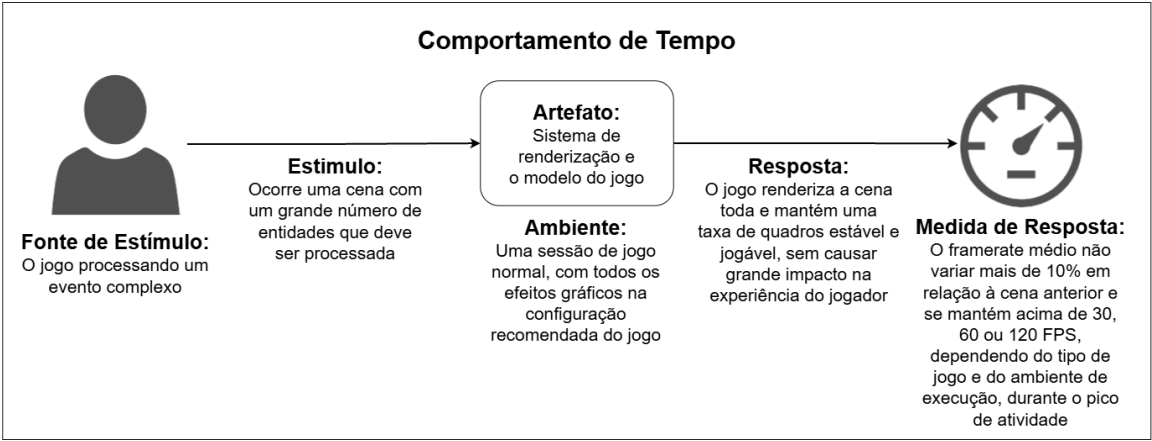 Comportamento de Tempo
Fonte de Estímulo:
O jogo processando um
evento complexo
Estimulo:
Ocorre uma cena com
um grande número de
entidades que deve
ser processada
Artefato:
Sistema de
renderização e
o modelo do jogo
Ambiente:
Uma sessão de jogo
normal, com todos os
efeitos gráficos na
configuração
recomendada do jogo
Resposta:
O jogo renderiza a cena
toda e mantém uma
taxa de quadros estável e
jogável, sem causar
grande impacto na
experiência do jogador
Medida de Resposta:
O framerate médio não
variar mais de 10% em
relação à cena anterior e
se mantém acima de 30,
60 ou 120 FPS,
dependendo do tipo de
jogo e do ambiente de
execução, durante o pico
de atividade